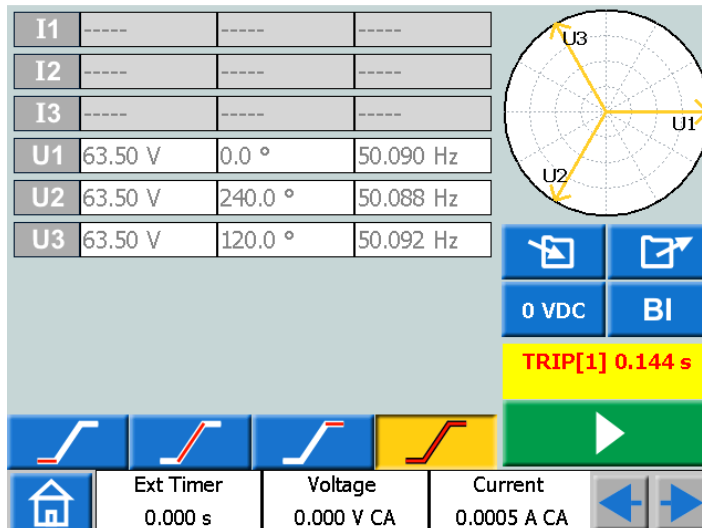 I1 ----- ----- -----
I2 ----- ----- -----
I3 ----- ----- -----
U1 63.50 V 0.0 ° 50.090 Hz
U2 63.50 V 240.0 ° 50.088 Hz
U3 63.50 V 120.0 ° 50.092 Hz
U3
U1
U2
0 VDC BI
TRIP[1] 0.144 s
Ext Timer Voltage Current
0.000 s 0.000 V CA 0.0005 A CA